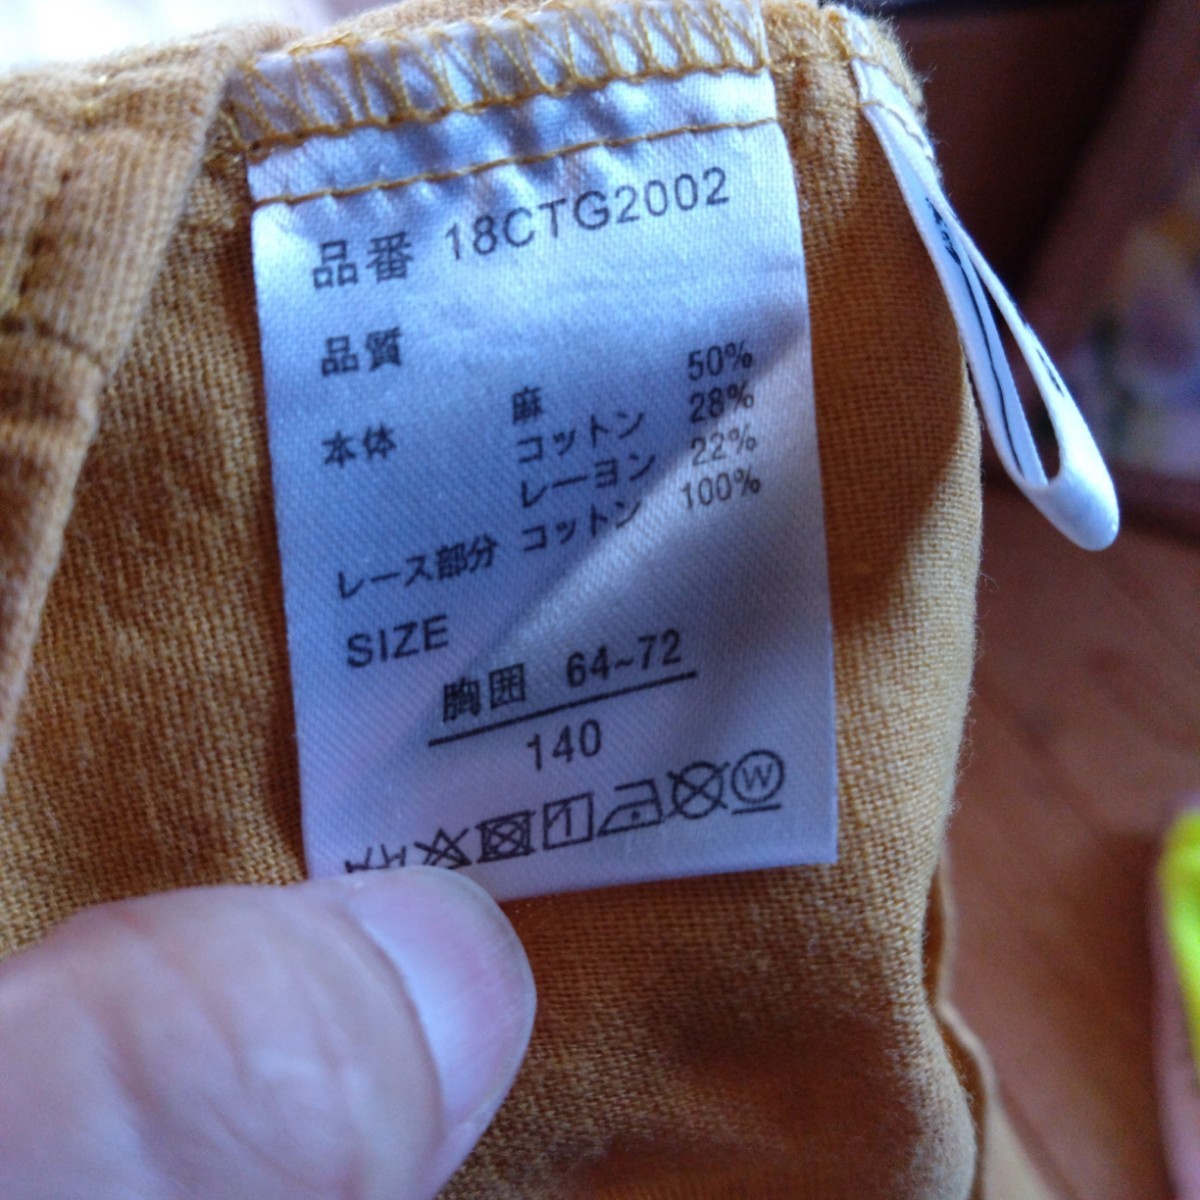 品番 18CTG2002
品質
本体 麻 50%
コットン 28%
レーヨン 22%
レース部分 コットン 100%
SIZE
胸囲 64~72
140
W